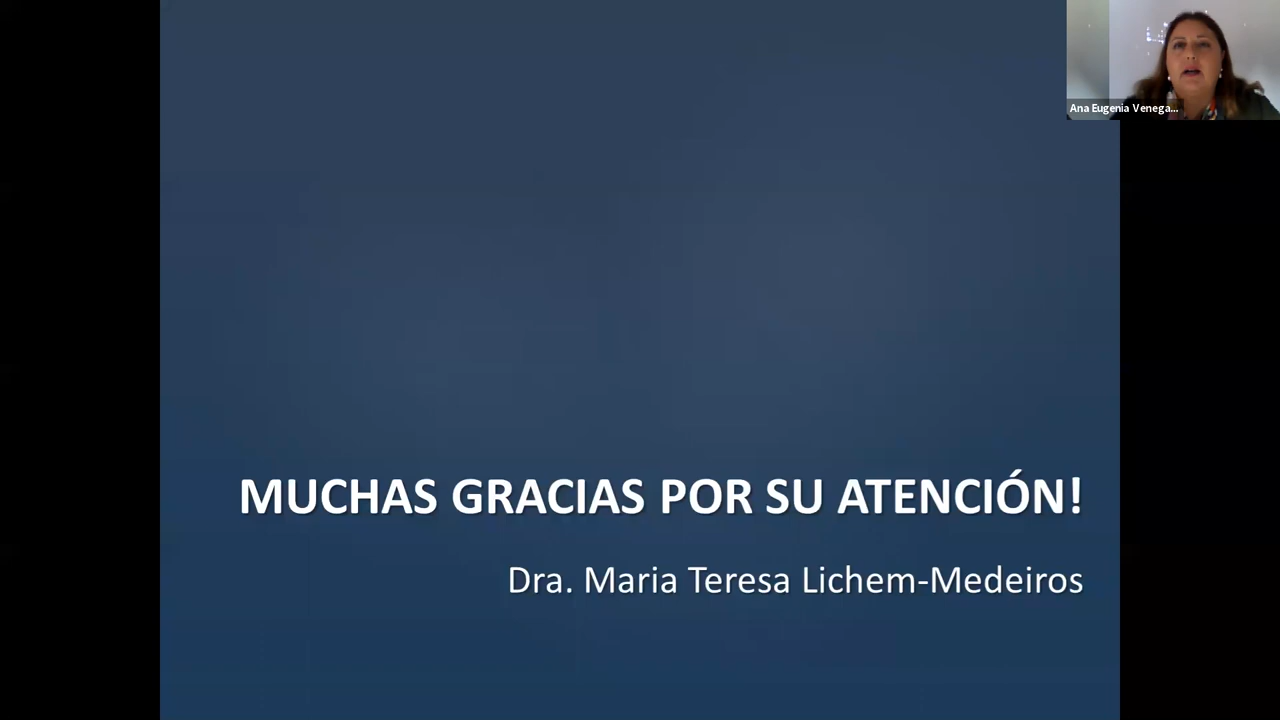 Ana Eugenia Venega...
MUCHAS GRACIAS POR SU ATENCIÓN!
Dra. Maria Teresa Lichem-Medeiros